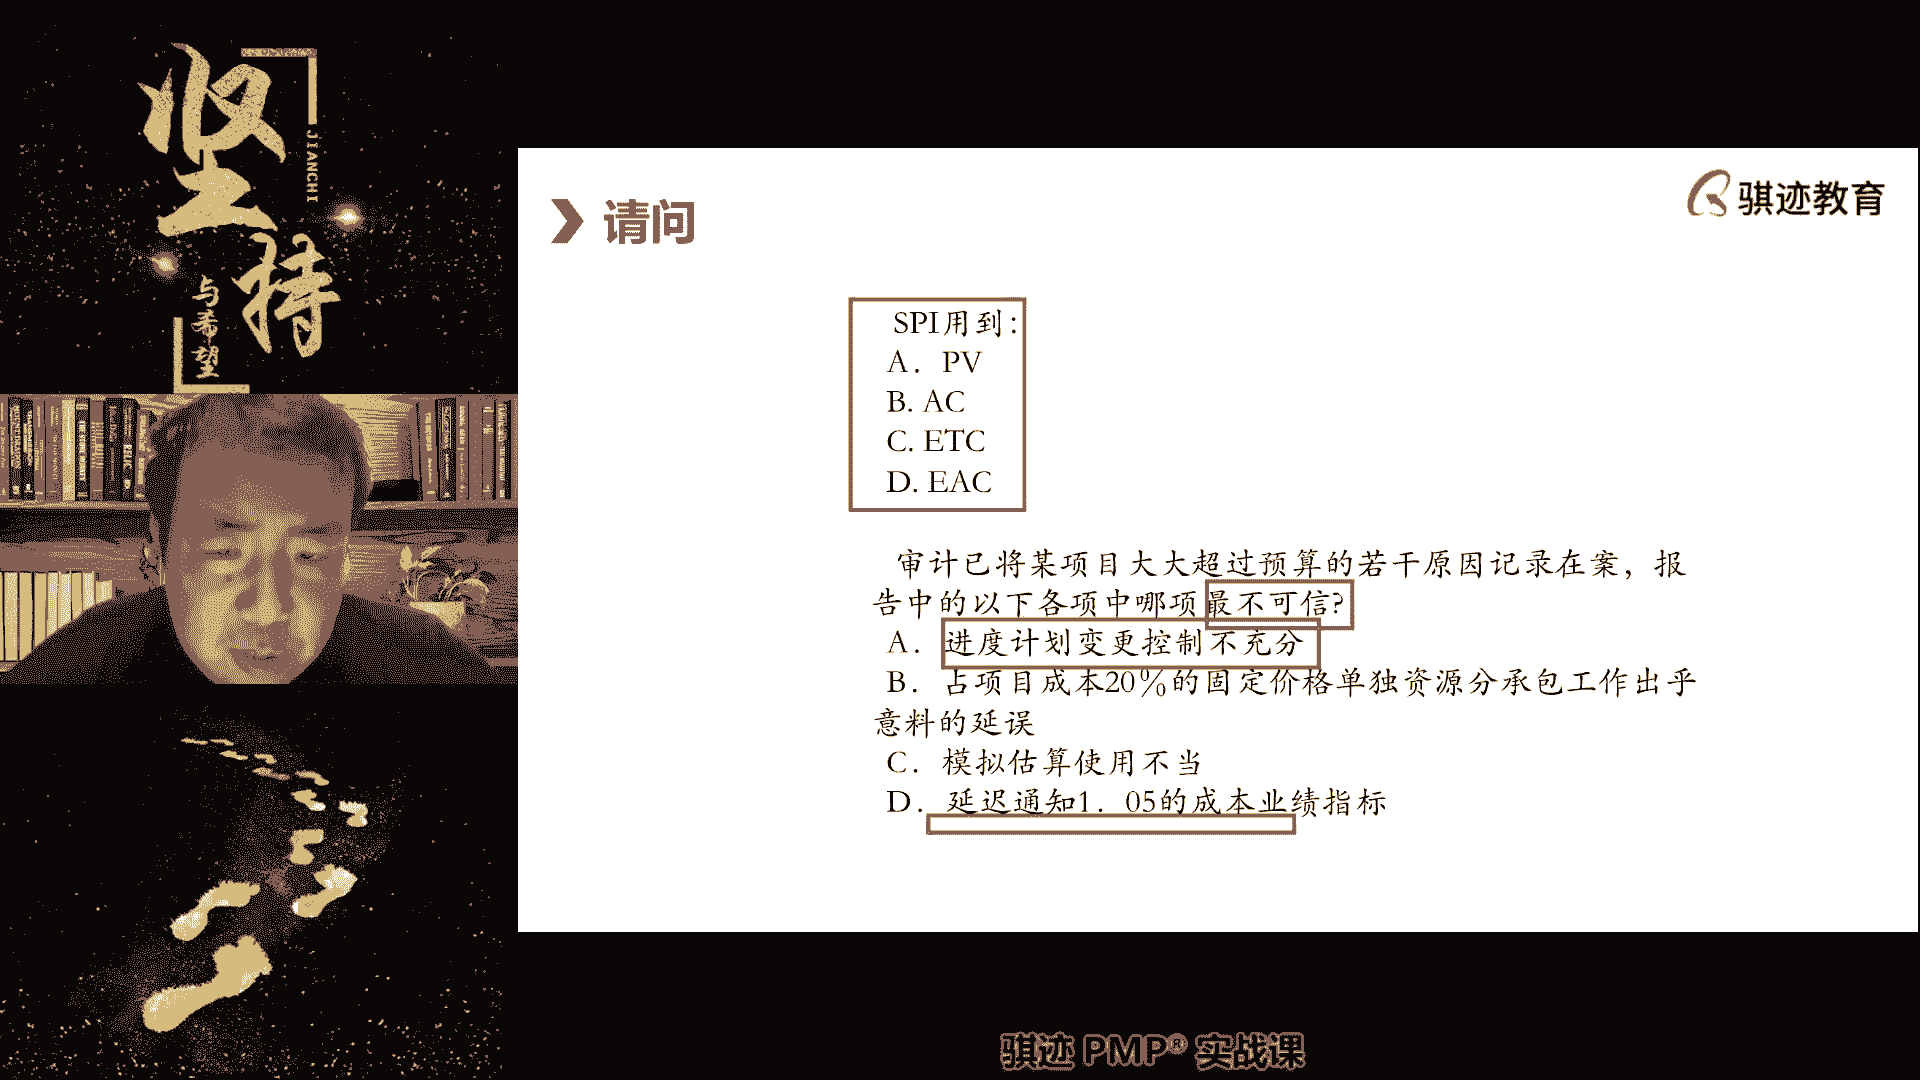 坚持
JIANCHI
与希望
骐迹教育
请问
SPI用到：
A．PV
B. AC
C. ETC
D. EAC
审计已将某项目大大超过预算的若干原因记录在案，报
告中的以下各项中哪项最不可信?
A．进度计划变更控制不充分
B．占项目成本20％的固定价格单独资源分承包工作出乎
意料的延误
C．模拟估算使用不当
D．延迟通知1．05的成本业绩指标
骐迹 PMP® 实战课